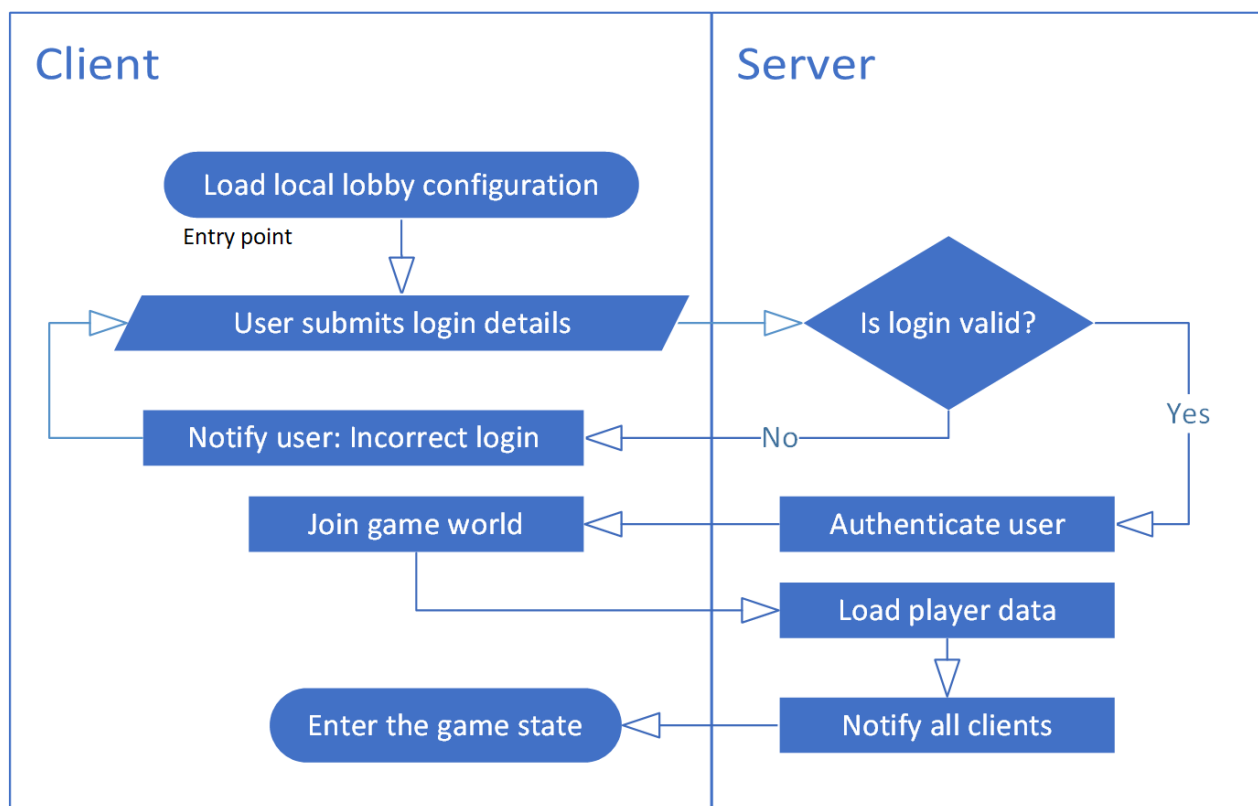 Client
Server
Load local lobby configuration
Entry point
User submits login details
Is login valid?
Yes
Notify user: Incorrect login
No
Join game world
Authenticate user
Load player data
Enter the game state
Notify all clients